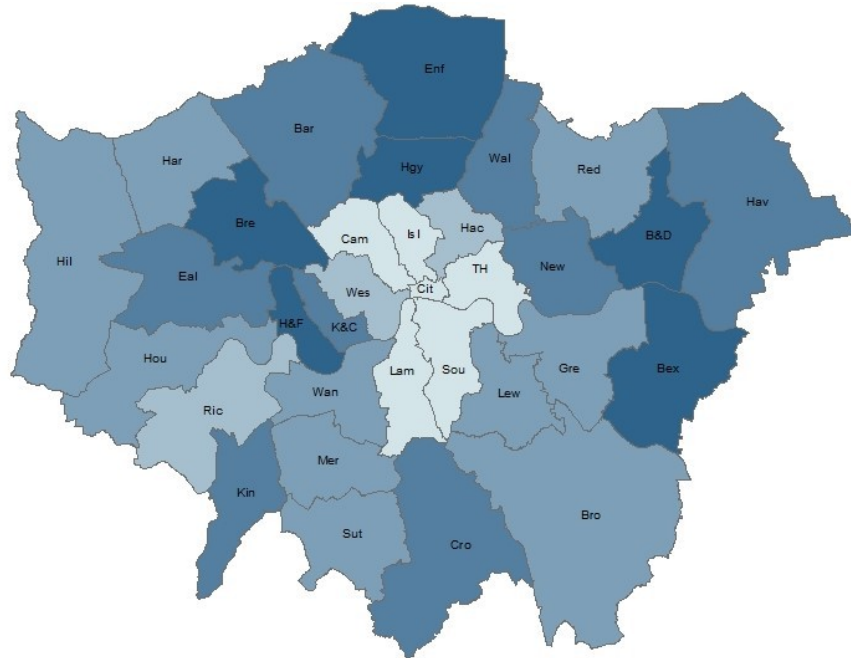 Enf
Bar
Har
Hgy
Wal
Red
Hav
Bre
Isl
Hac
B&D
Cam
Hil
Eal
TH
New
Wes
Cit
H&F
K&C
Hou
Gre
Bex
Lam
Sou
Wan
Lew
Ric
Mer
Kin
Bro
Sut
Cro